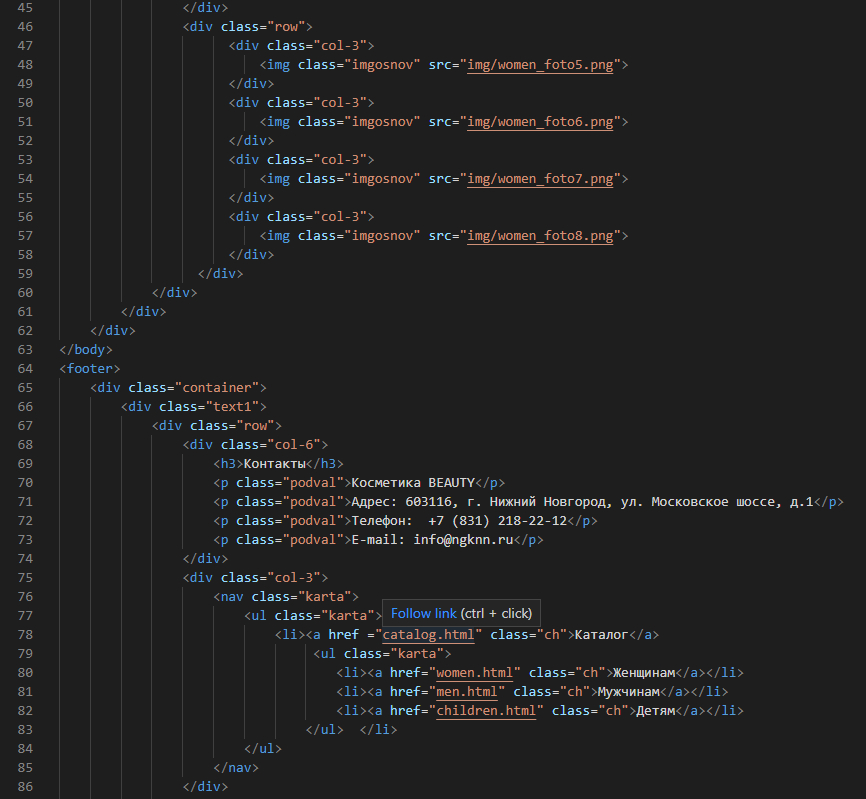 45 </div>
46 <div class="row">
47 <div class="col-3">
48 <img class="imgosnov" src="img/women_foto5.png">
49 </div>
50 <div class="col-3">
51 <img class="imgosnov" src="img/women_foto6.png">
52 </div>
53 <div class="col-3">
54 <img class="imgosnov" src="img/women_foto7.png">
55 </div>
56 <div class="col-3">
57 <img class="imgosnov" src="img/women_foto8.png">
58 </div>
59 </div>
60 </div>
61 </div>
62 </div>
63 </body>
64 <footer>
65 <div class="container">
66 <div class="text1">
67 <div class="row">
68 <div class="col-6">
69 <h3>Контакты</h3>
70 <p class="podval">Косметика BEAUTY</p>
71 <p class="podval">Адрес: 603116, г. Нижний Новгород, ул. Московское шоссе, д.1</p>
72 <p class="podval">Телефон:  +7 (831) 218-22-12</p>
73 <p class="podval">E-mail: info@ngknn.ru</p>
74 </div>
75 <div class="col-3">
76 <nav class="karta">
77 <ul class="karta">
Follow link (ctrl + click)
78 <li><a href ="catalog.html" class="ch">Каталог</a>
79 <ul class="karta">
80 <li><a href="women.html" class="ch">Женщинам</a></li>
81 <li><a href="men.html" class="ch">Мужчинам</a></li>
82 <li><a href="children.html" class="ch">Детям</a></li>
83 </ul>  </li>
84 </ul>
85 </nav>
86 </div>